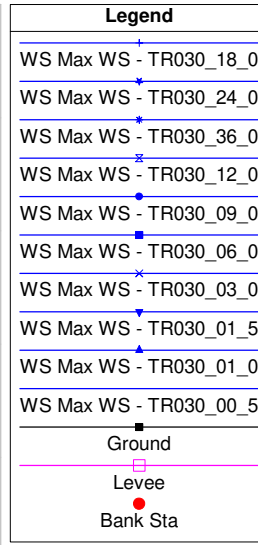 Legend
WS Max WS - TR030_18_0
WS Max WS - TR030_24_0
WS Max WS - TR030_36_0
WS Max WS - TR030_12_0
WS Max WS - TR030_09_0
WS Max WS - TR030_06_0
WS Max WS - TR030_03_0
WS Max WS - TR030_01_5
WS Max WS - TR030_01_0
WS Max WS - TR030_00_5
Ground
Levee
Bank Sta